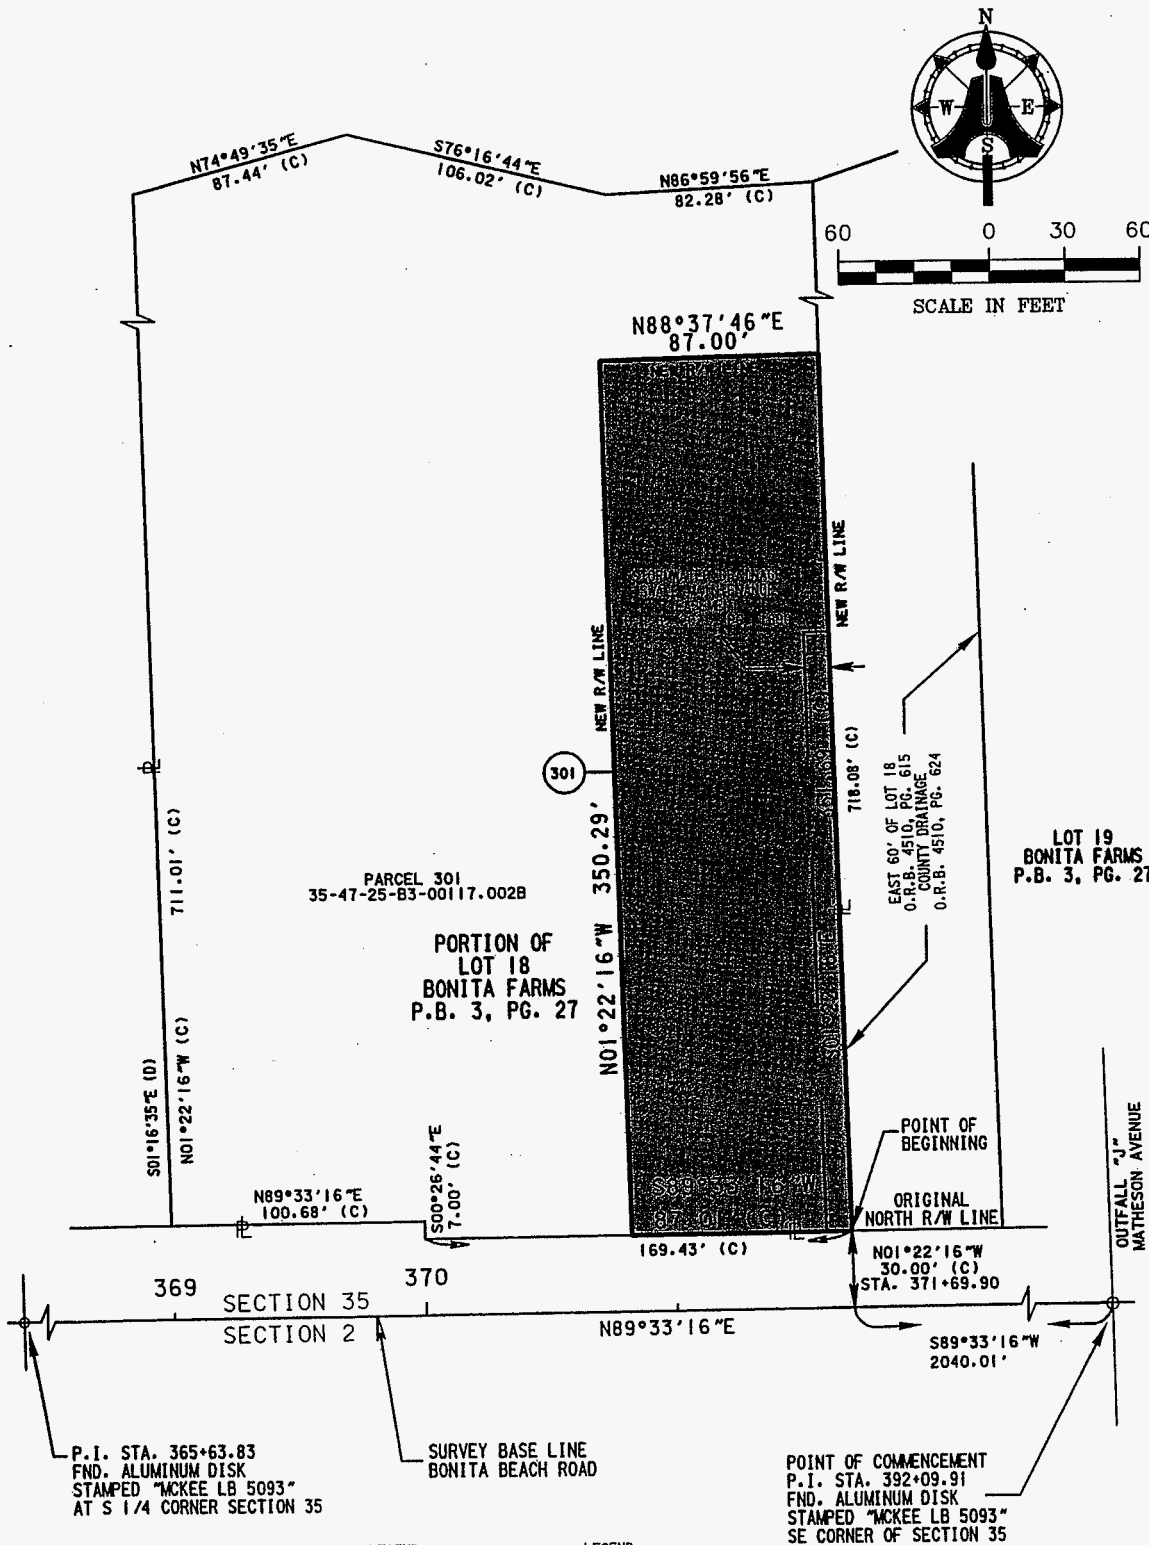 N
W
E
S
60
0
30
60
SCALE IN FEET
N74°49'35"E
87.44' (C)
S76°16'44"E
106.02' (C)
N86°59'56"E
82.28' (C)
N88°37'46"E
87.00'
NEW R/W LINE
NEW R/W LINE
NEW R/W LINE
301
N01°22'16"W 350.29'
718.08' (C)
EAST 60' OF LOT 18
O.R.B. 4510, PG. 615
COUNTY DRAINAGE
O.R.B. 4510, PG. 624
LOT 19
BONITA FARMS
P.B. 3, PG. 27
PARCEL 301
35-47-25-B3-00117.002B
PORTION OF
LOT 18
BONITA FARMS
P.B. 3, PG. 27
711.01' (C)
S01°16'35"E (D)
N01°22'16"W (C)
N89°33'16"E
100.68' (C)
S00°26'44"E
7.00' (C)
S89°33'16"W
87.01' (C)
169.43' (C)
POINT OF
BEGINNING
ORIGINAL
NORTH R/W LINE
N01°22'16"W
30.00' (C)
STA. 371+69.90
OUTFALL "J"
MATHESON AVENUE
369
370
SECTION 35
SECTION 2
N89°33'16"E
S89°33'16"W
2040.01'
P.I. STA. 365+63.83
FND. ALUMINUM DISK
STAMPED "MCKEE LB 5093"
AT S 1/4 CORNER SECTION 35
SURVEY BASE LINE
BONITA BEACH ROAD
POINT OF COMMENCEMENT
P.I. STA. 392+09.91
FND. ALUMINUM DISK
STAMPED "MCKEE LB 5093"
SE CORNER OF SECTION 35